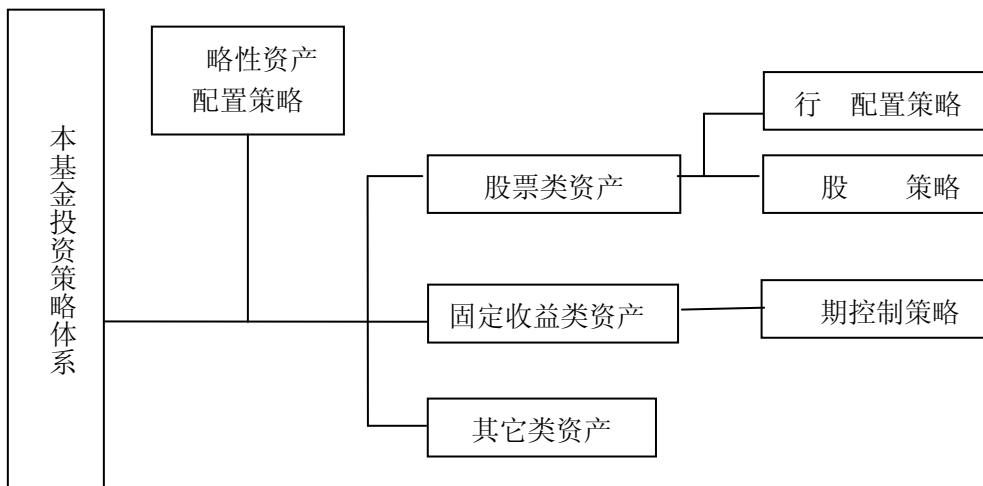 本基金投资策略体系
略性资产
配置策略
股票类资产
行 配置策略
股 策略
固定收益类资产
期控制策略
其它类资产